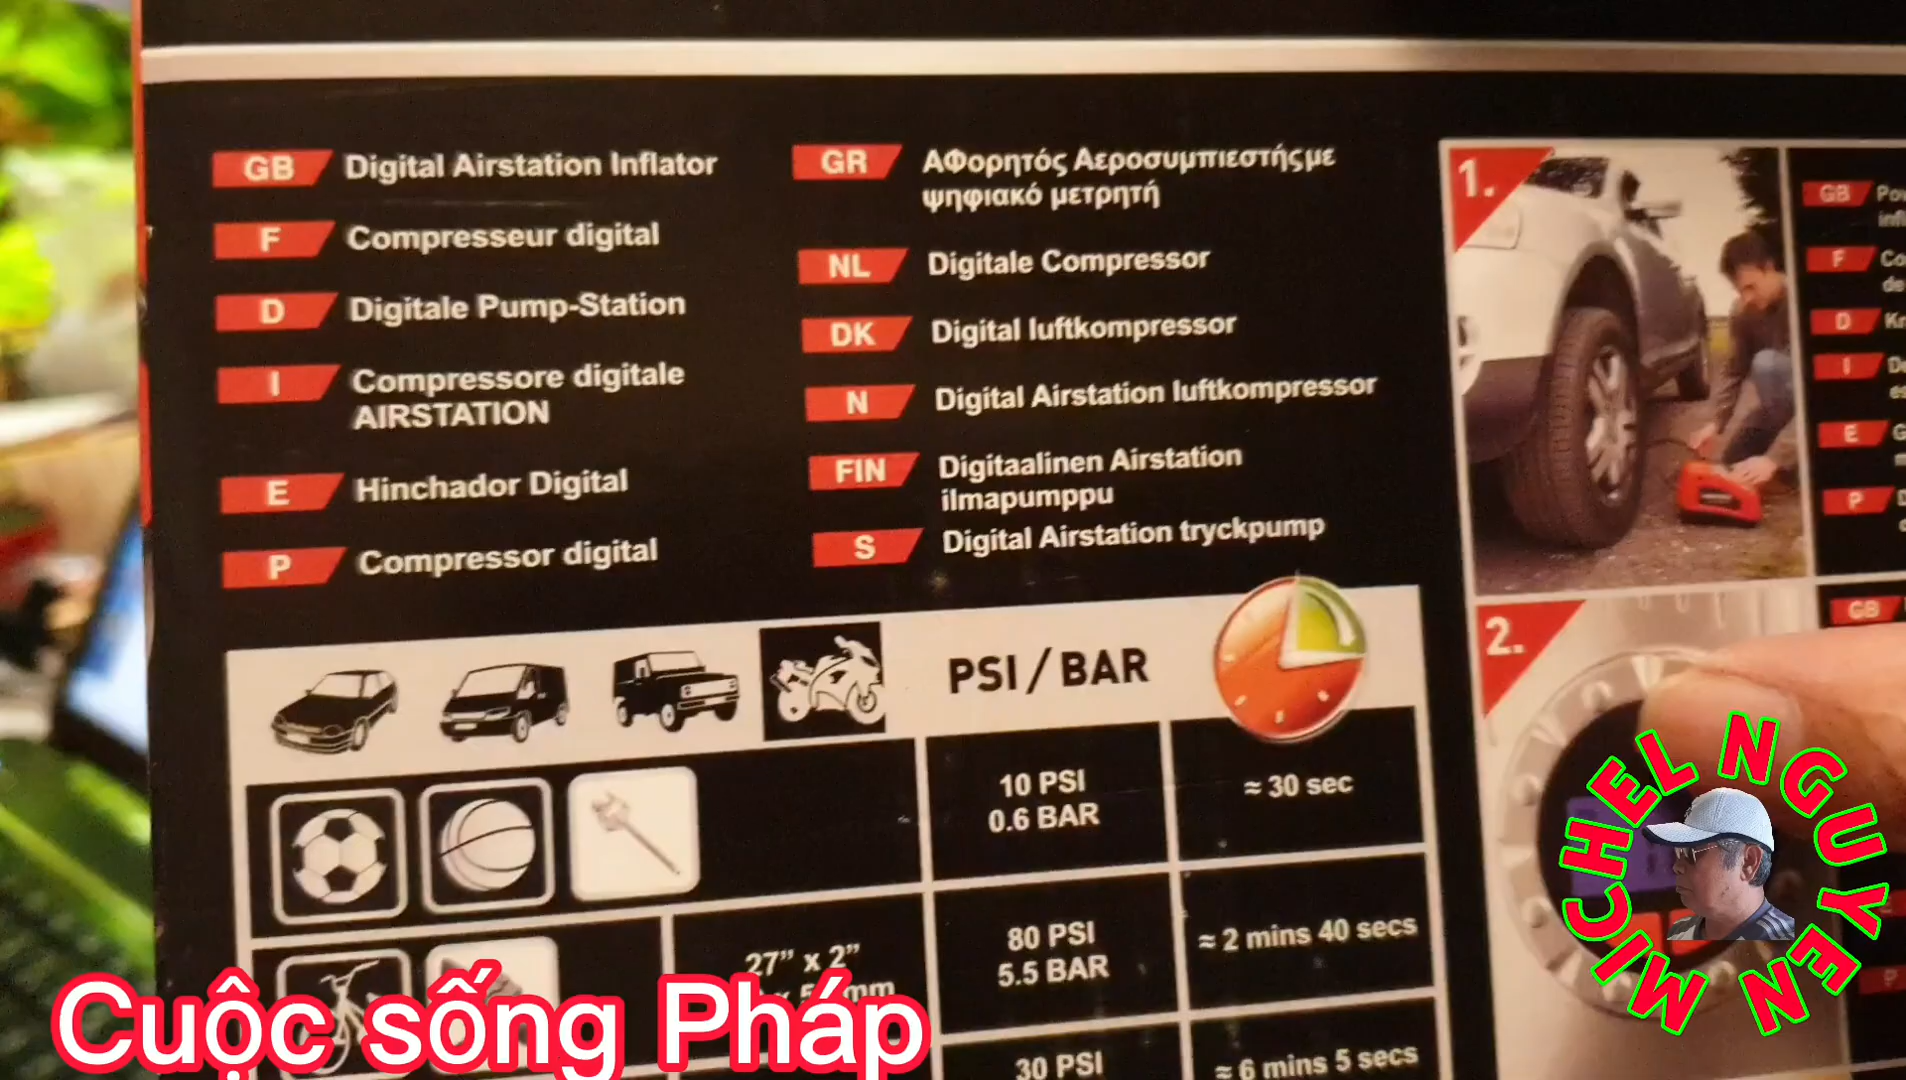 GB Digital Airstation Inflator
F Compresseur digital
D Digitale Pump-Station
I Compressore digitale
AIRSTATION
E Hinchador Digital
P Compressor digital
GR ΑΦορητός Αεροσυμπιεστήςμε
ψηφιακό μετρητή
NL Digitale Compressor
DK Digital luftkompressor
N Digital Airstation luftkompressor
FIN Digitaalinen Airstation
ilmapumppu
S Digital Airstation tryckpump
PSI / BAR
10 PSI
0.6 BAR
≈ 30 sec
27” x 2”
mm
80 PSI
5.5 BAR
≈ 2 mins 40 secs
30 PSI
≈ 6 mins 5 secs
1.
GB
F
D
I
E
P
2.
GB
MICHEL NGUYEN
Cuộc sống Pháp